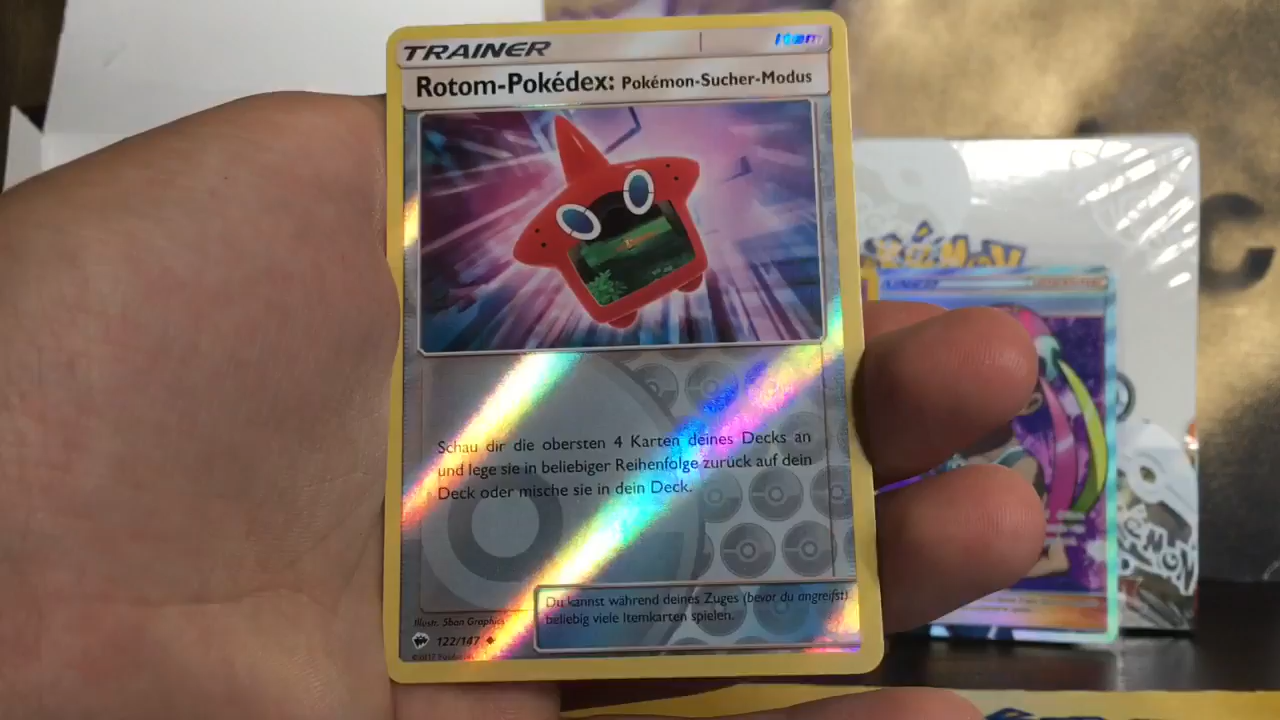 TRAINER
Item
Rotom-Pokédex: Pokémon-Sucher-Modus
Schau dir die obersten 4 Karten deines Decks an
und lege sie in beliebiger Reihenfolge zurück auf dein
Deck oder mische sie in dein Deck.
Du kannst während deines Zuges (bevor du angreifst)
beliebig viele Itemkarten spielen.
Illustr. 5ban Graphics
122/147
POKÉMON